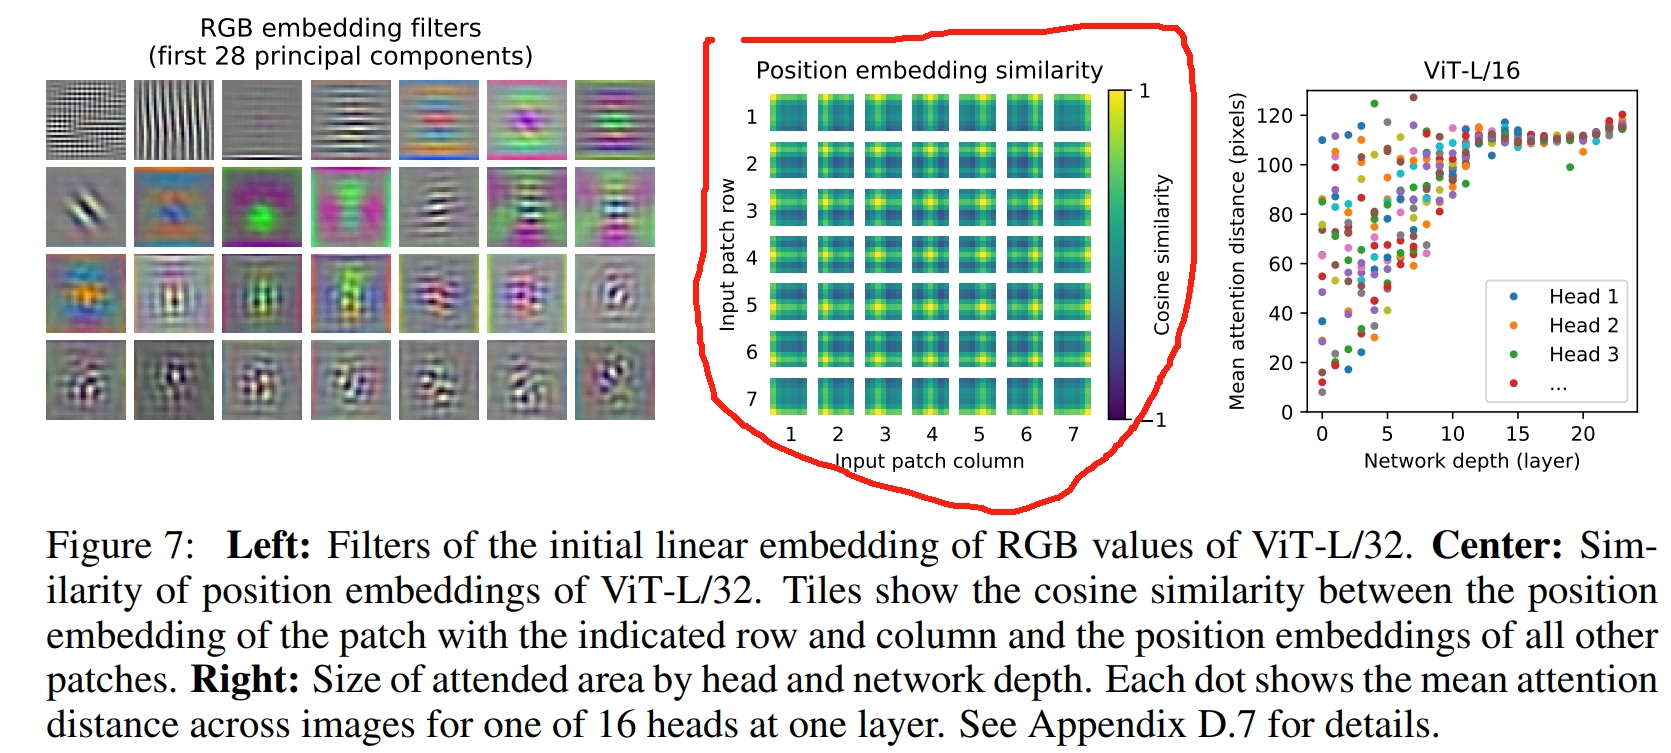 RGB embedding filters
(first 28 principal components)
Position embedding similarity
1
2
3
4
5
6
7
Input patch row
1 2 3 4 5 6 7
Input patch column
1
−1
Cosine similarity
ViT-L/16
120
100
80
60
40
20
0
Mean attention distance (pixels)
Head 1
Head 2
Head 3
...
0 5 10 15 20
Network depth (layer)
Figure 7: Left: Filters of the initial linear embedding of RGB values of ViT-L/32. Center: Sim-
ilarity of position embeddings of ViT-L/32. Tiles show the cosine similarity between the position
embedding of the patch with the indicated row and column and the position embeddings of all other
patches. Right: Size of attended area by head and network depth. Each dot shows the mean attention
distance across images for one of 16 heads at one layer. See Appendix D.7 for details.